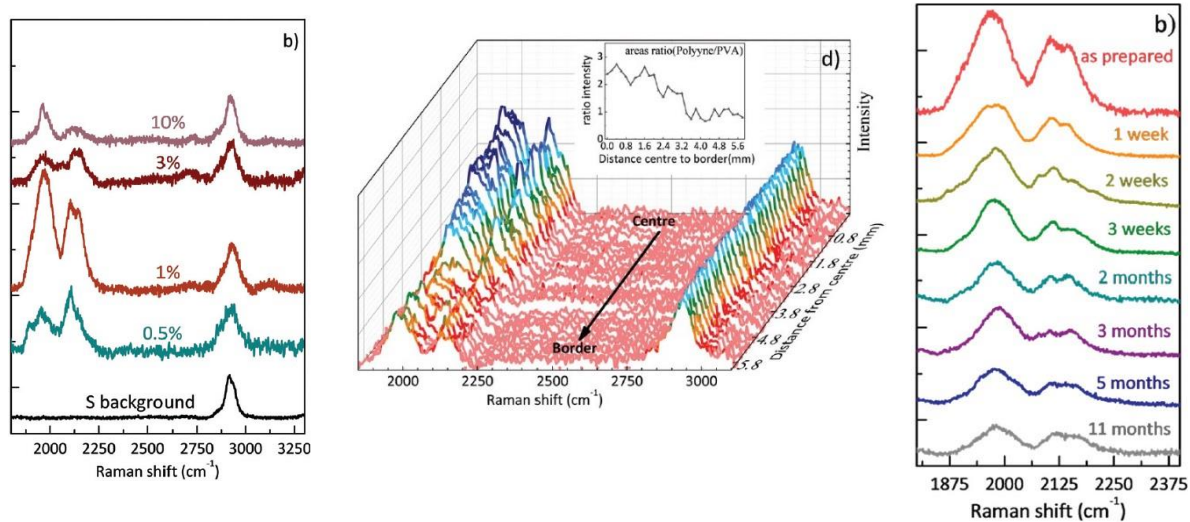 b)
10%
3%
1%
0.5%
S background
2000 2250 2500 2750 3000 3250
Raman shift (cm⁻¹)
d)
areas ratio(Polyyne/PVA)
ratio intensity
3
2
1
0
0.0 0.8 1.6 2.4 3.2 4.0 4.8 5.6
Distance centre to border(mm)
Intensity
Centre
Border
0.8
1.8
2.8
3.8
4.8
5.8
Distance from centre (mm)
2000 2250 2500 2750 3000
Raman shift (cm⁻¹)
b)
as prepared
1 week
2 weeks
3 weeks
2 months
3 months
5 months
11 months
1875 2000 2125 2250 2375
Raman shift (cm⁻¹)